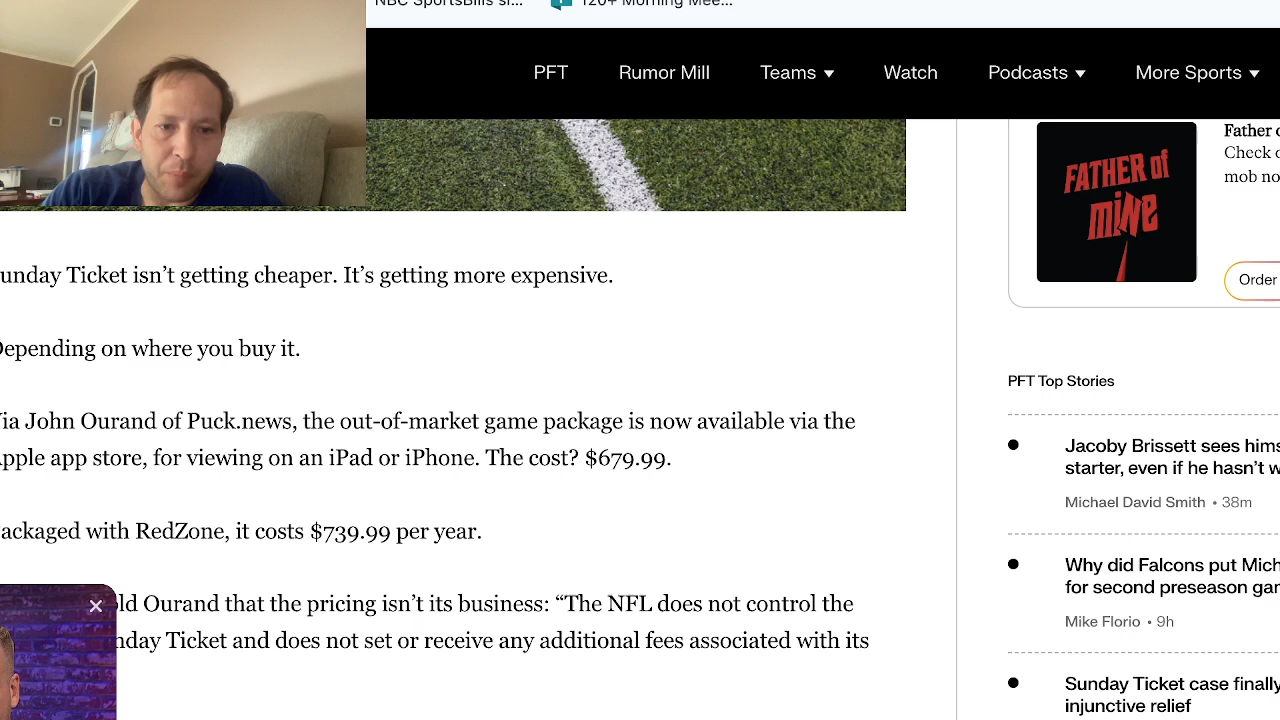 NBC SportsBills si...
120+ Morning Mee...
PFT Rumor Mill Teams Watch Podcasts More Sports
unday Ticket isn’t getting cheaper. It’s getting more expensive.
Depending on where you buy it.
Via John Ourand of Puck.news, the out-of-market game package is now available via the
Apple app store, for viewing on an iPad or iPhone. The cost? $679.99.
ackaged with RedZone, it costs $739.99 per year.
old Ourand that the pricing isn’t its business: “The NFL does not control the
nday Ticket and does not set or receive any additional fees associated with its
FATHER of
MiNE
Father o
Check o
mob no
Order
PFT Top Stories
Jacoby Brissett sees hims
starter, even if he hasn’t w
Michael David Smith • 38m
Why did Falcons put Mich
for second preseason gan
Mike Florio • 9h
Sunday Ticket case finally
injunctive relief